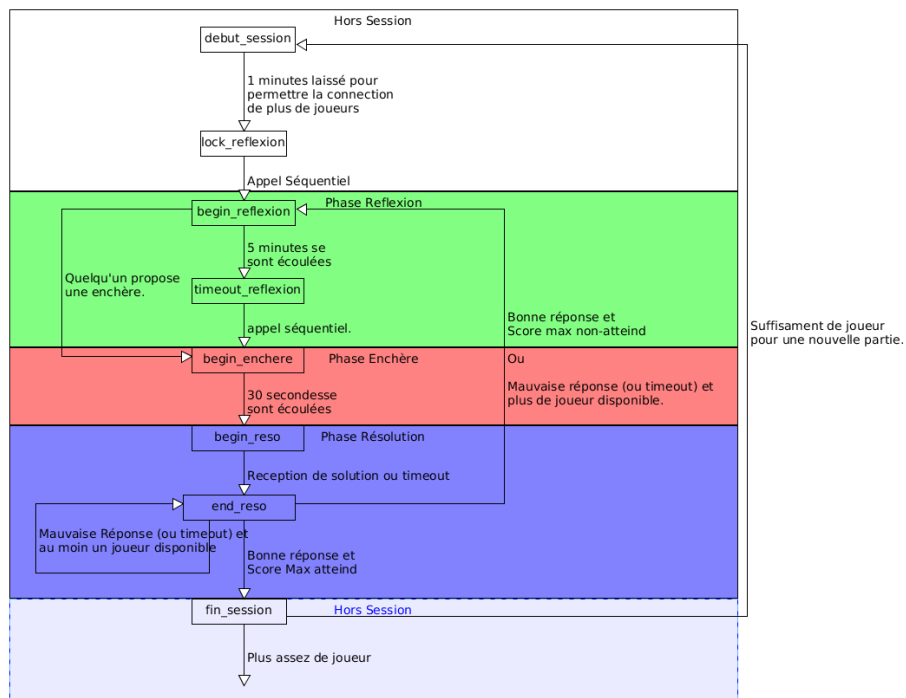 Hors Session
debut_session
1 minutes laissé pour
permettre la connection
de plus de joueurs
lock_reflexion
Appel Séquentiel
Phase Reflexion
begin_reflexion
5 minutes se
sont écoulées
Quelqu'un propose
une enchère.
timeout_reflexion
appel séquentiel.
Bonne réponse et
Score max non-atteind
Ou
Mauvaise réponse (ou timeout) et
plus de joueur disponible.
Suffisament de joueur
pour une nouvelle partie.
begin_enchere
Phase Enchère
30 secondesse
sont écoulées
begin_reso
Phase Résolution
Reception de solution ou timeout
end_reso
Mauvaise Réponse (ou timeout) et
au moin un joueur disponible
Bonne réponse et
Score Max atteind
fin_session
Hors Session
Plus assez de joueur